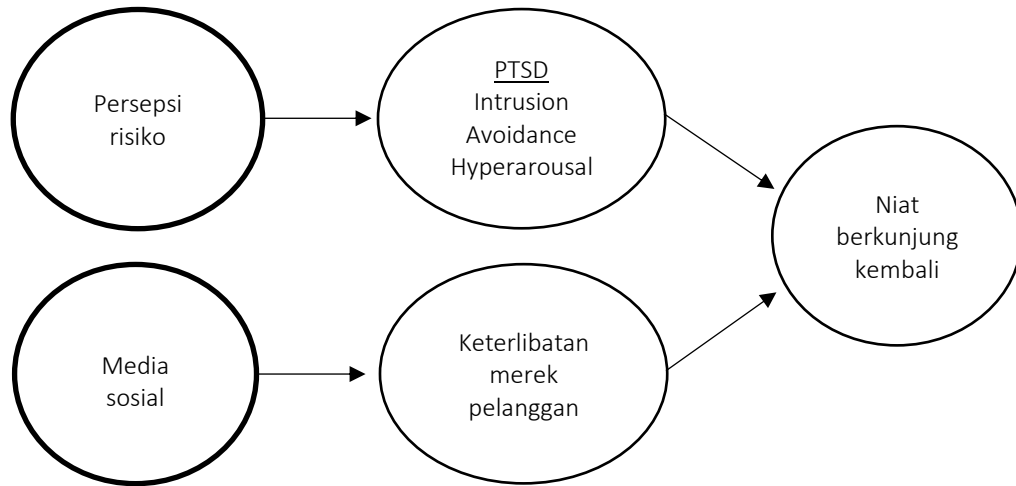 Persepsi
risiko
PTSD
Intrusion
Avoidance
Hyperarousal
Niat
berkunjung
kembali
Media
sosial
Keterlibatan
merek
pelanggan